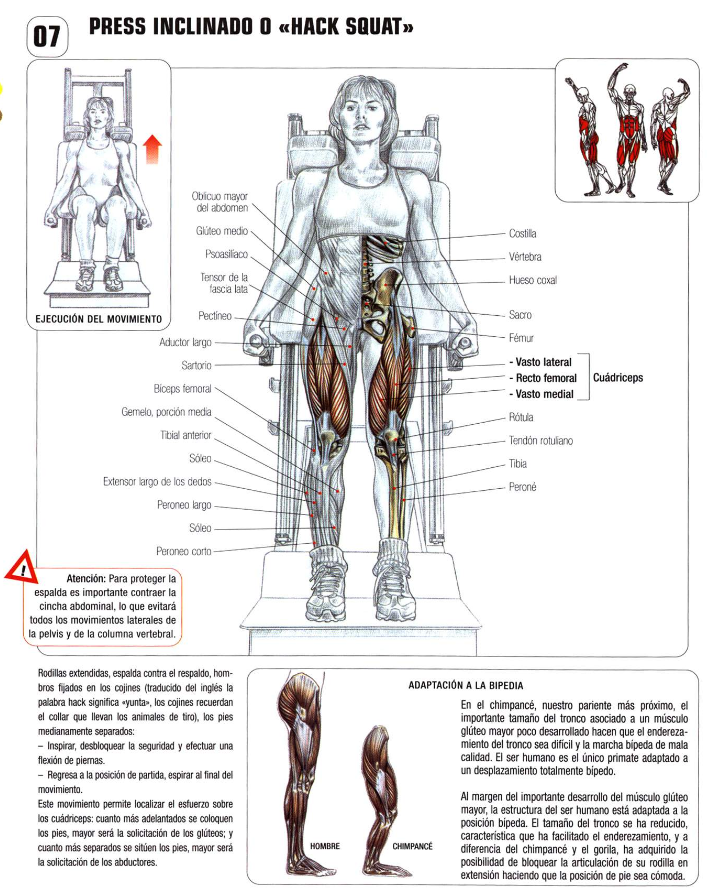 07
PRESS INCLINADO O «HACK SQUAT»
EJECUCIÓN DEL MOVIMIENTO
Oblicuo mayor
del abdomen
Glúteo medio
Psoasilíaco
Tensor de la
fascia lata
Pectíneo
Aductor largo
Sartorio
Bíceps femoral
Gemelo, porción media
Tibial anterior
Sóleo
Extensor largo de los dedos
Peroneo largo
Sóleo
Peroneo corto
Costilla
Vértebra
Hueso coxal
Sacro
Fémur
- Vasto lateral
- Recto femoral
- Vasto medial
Cuádriceps
Rótula
Tendón rotuliano
Tibia
Peroné
!
Atención: Para proteger la
espalda es importante contraer la
cincha abdominal, lo que evitará
todos los movimientos laterales de
la pelvis y de la columna vertebral.
Rodillas extendidas, espalda contra el respaldo, hom-
bros fijados en los cojines (traducido del inglés la
palabra hack significa «yunta», los cojines recuerdan
el collar que llevan los animales de tiro), los pies
medianamente separados:
– Inspirar, desbloquear la seguridad y efectuar una
flexión de piernas.
– Regresa a la posición de partida, espirar al final del
movimiento.
Este movimiento permite localizar el esfuerzo sobre
los cuádriceps: cuanto más adelantados se coloquen
los pies, mayor será la solicitación de los glúteos; y
cuanto más separados se sitúen los pies, mayor será
la solicitación de los abductores.
HOMBRE
CHIMPANCÉ
ADAPTACIÓN A LA BIPEDIA
En el chimpancé, nuestro pariente más próximo, el
importante tamaño del tronco asociado a un músculo
glúteo mayor poco desarrollado hacen que el endereza-
miento del tronco sea difícil y la marcha bípeda de mala
calidad. El ser humano es el único primate adaptado a
un desplazamiento totalmente bípedo.
Al margen del importante desarrollo del músculo glúteo
mayor, la estructura del ser humano está adaptada a la
posición bípeda. El tamaño del tronco se ha reducido,
característica que ha facilitado el enderezamiento, y a
diferencia del chimpancé y el gorila, ha adquirido la
posibilidad de bloquear la articulación de su rodilla en
extensión haciendo que la posición de pie sea cómoda.